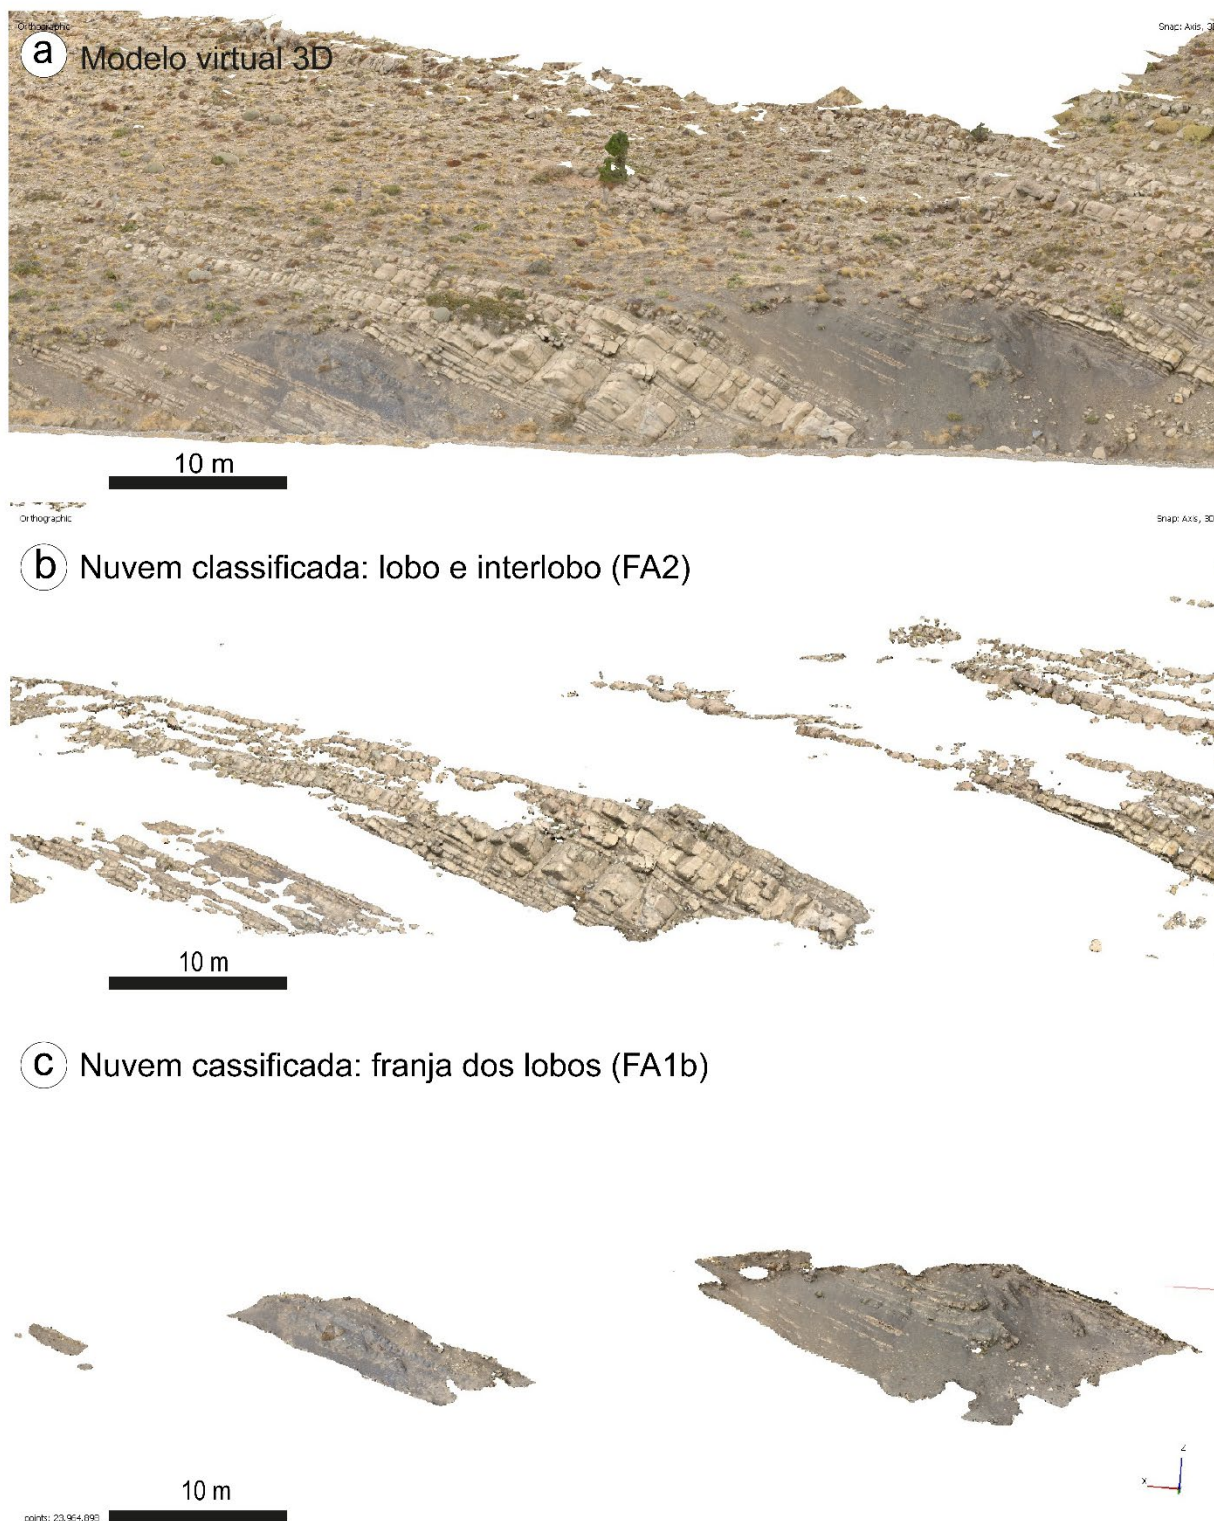 Orthographic
Snap: Axis, 3
a Modelo virtual 3D
10 m
Orthographic
Snap: Axis, 3D
b Nuvem classificada: lobo e interlobo (FA2)
10 m
c Nuvem cassificada: franja dos lobos (FA1b)
Z
X
10 m
points: 23,964,898